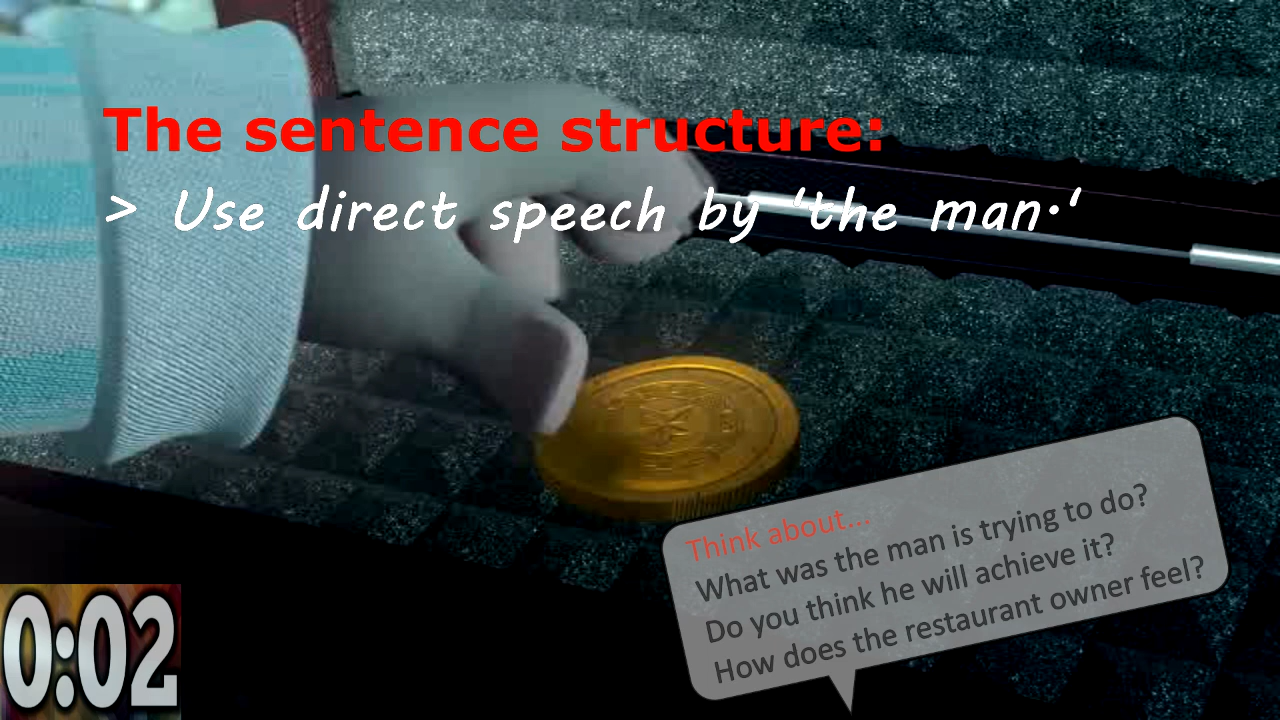 The sentence structure:
> Use direct speech by ‘the man.‘
Think about...
What was the man is trying to do?
Do you think he will achieve it?
How does the restaurant owner feel?
0:02